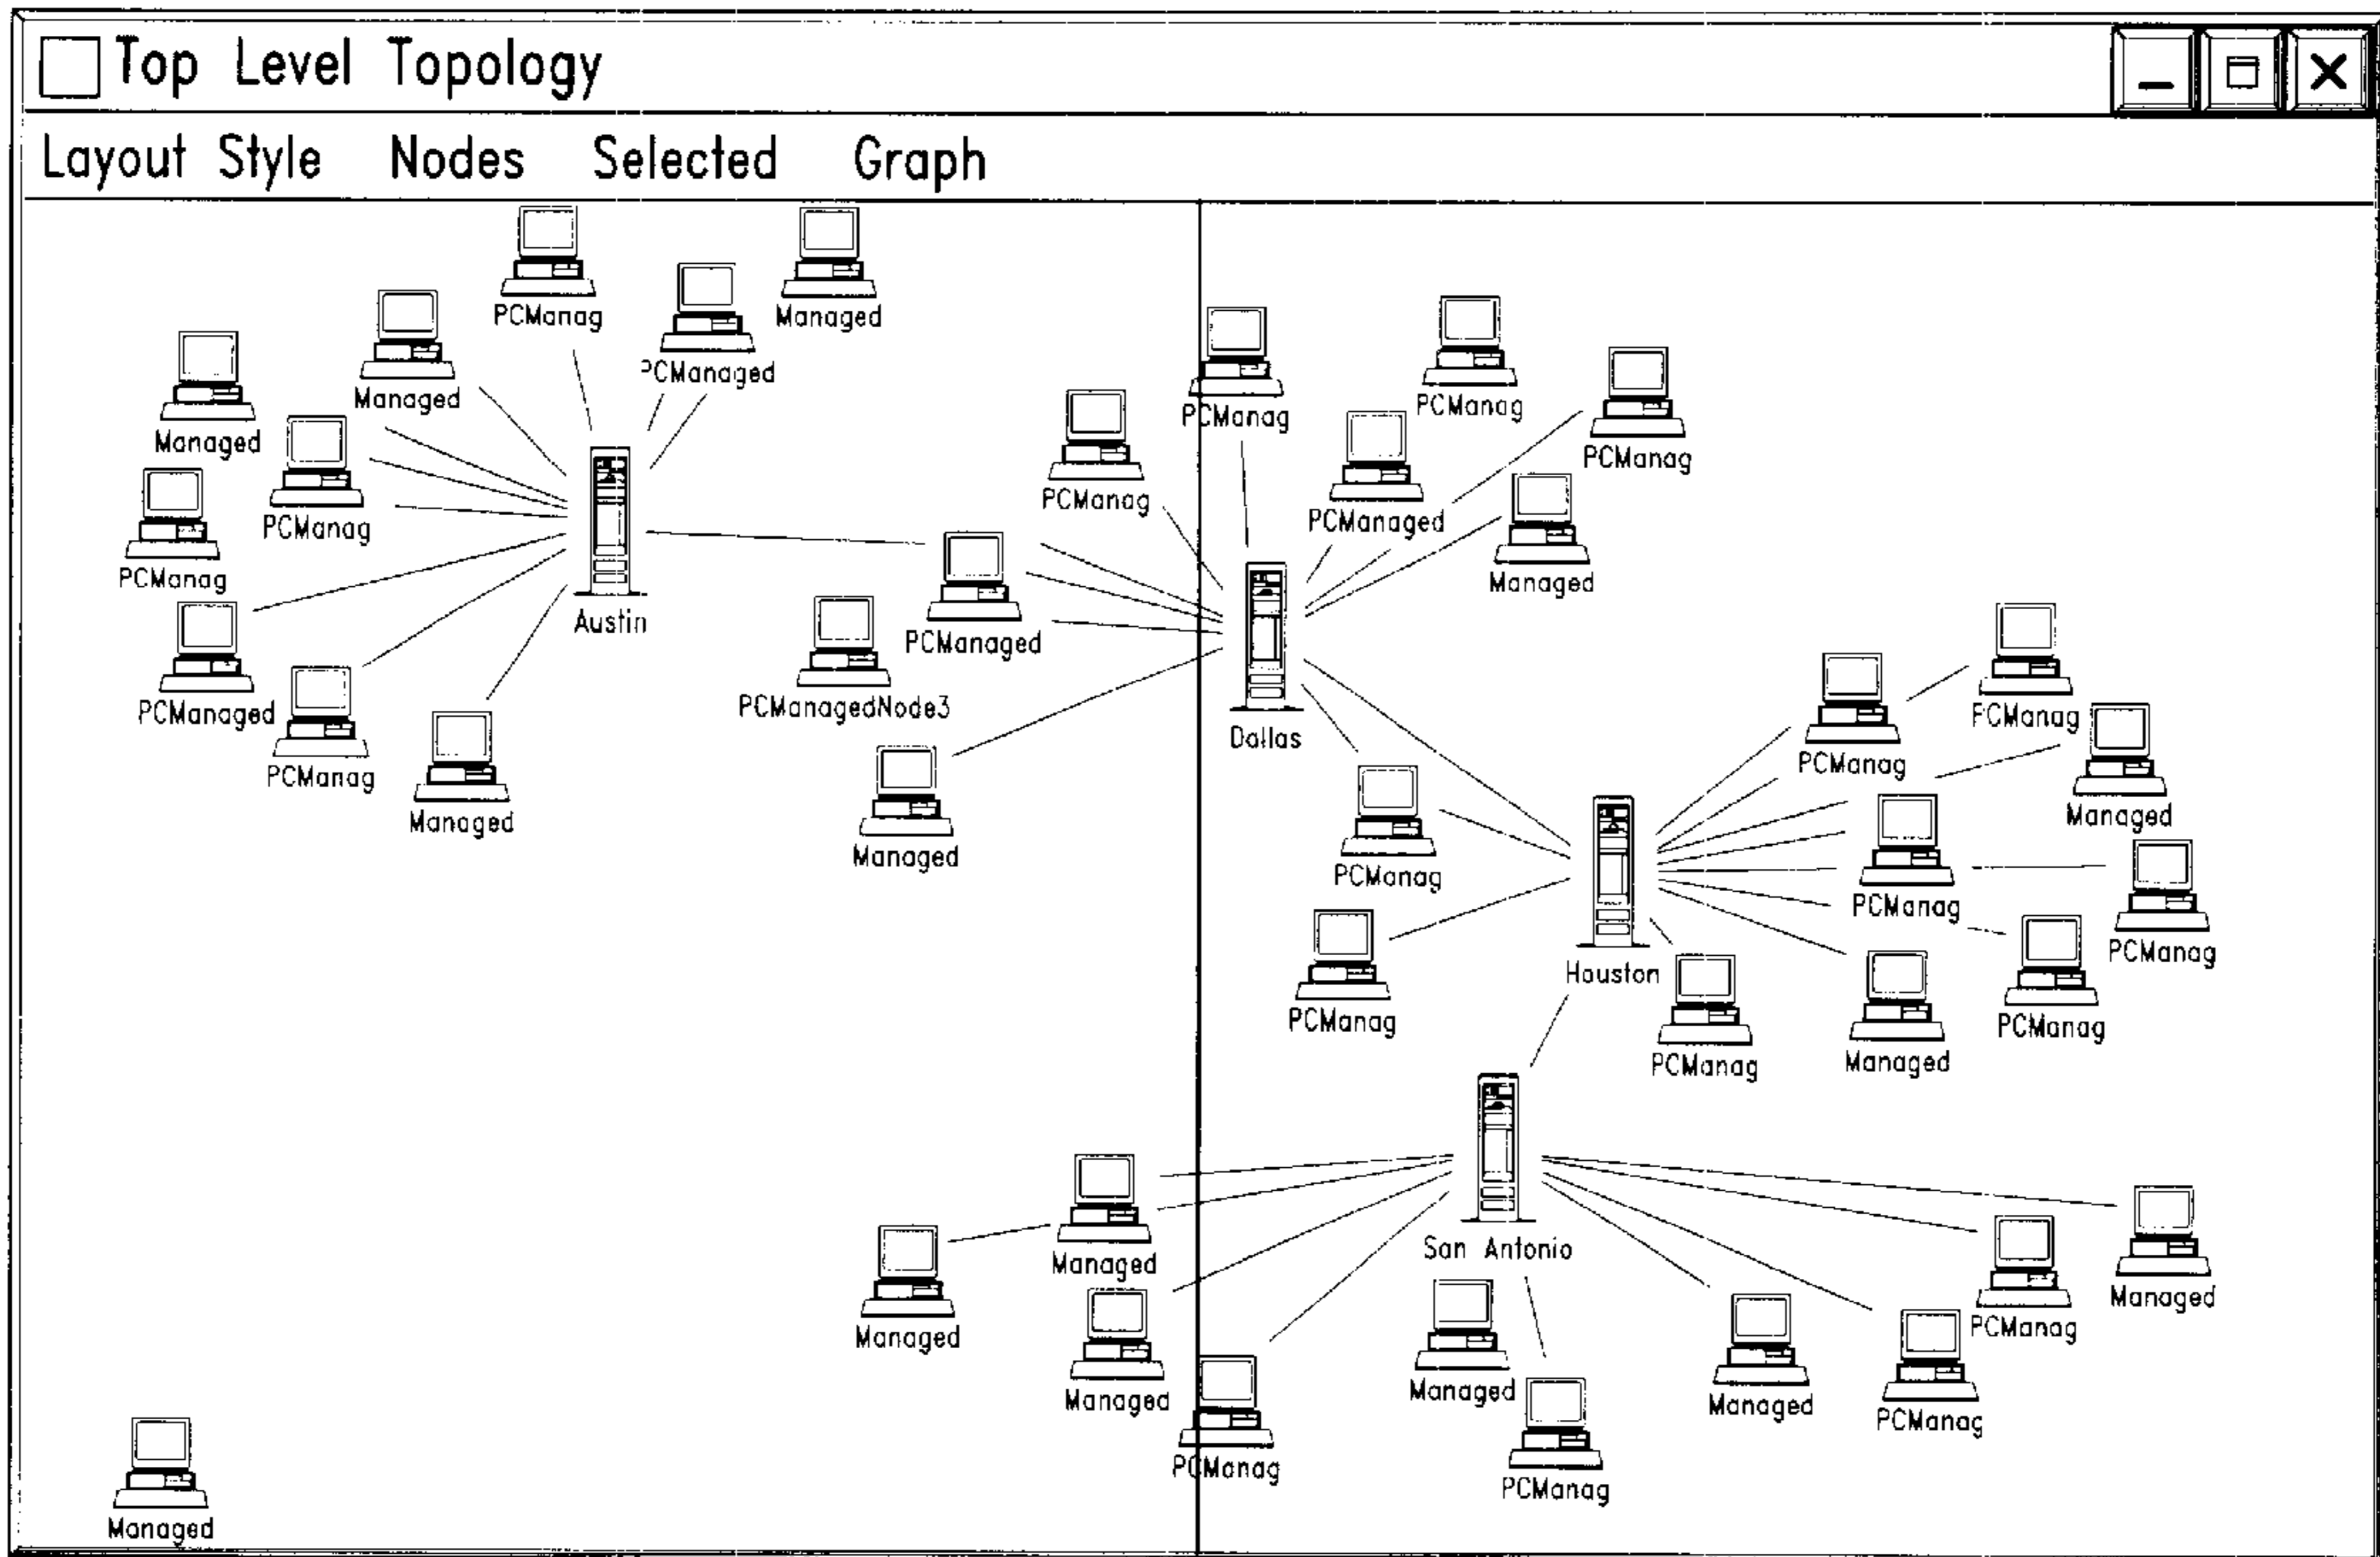 Top Level Topology
Layout Style Nodes Selected Graph
PCManag
Managed
PCManaged
Managed
Managed
PCManag
PCManag
PCManag
Managed
PCManag
PCManag
PCManaged
PCManag
Managed
Austin
PCManaged
PCManagedNode3
PCManaged
Dallas
PCManag
PCManag
PCManag
Managed
Managed
Managed
PCManag
PCManag
PCManag
Houston
PCManag
PCManag
PCManag
Managed
PCManag
San Antonio
Managed
Managed
Managed
PCManag
Managed
Managed
Managed
PCManag
PCManag
PCManag
Managed